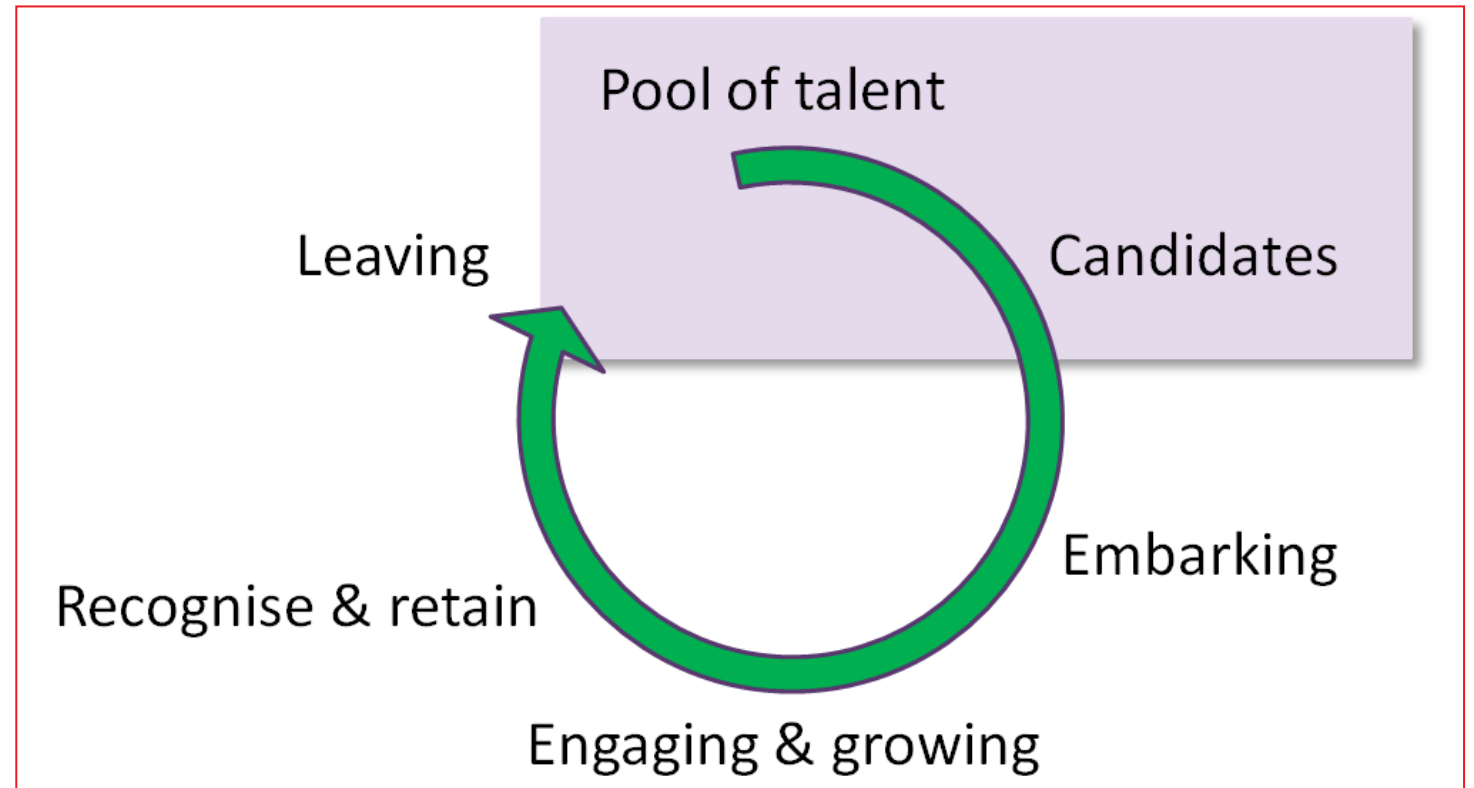 Pool of talent
Candidates
Embarking
Engaging & growing
Recognise & retain
Leaving